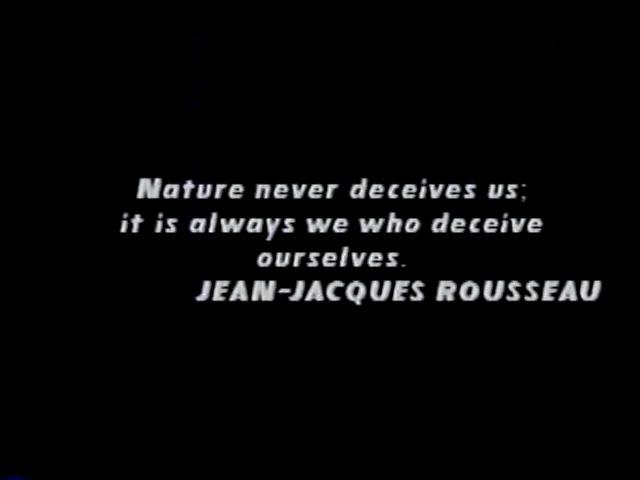 Nature never deceives us;
it is always we who deceive
ourselves.
JEAN-JACQUES ROUSSEAU